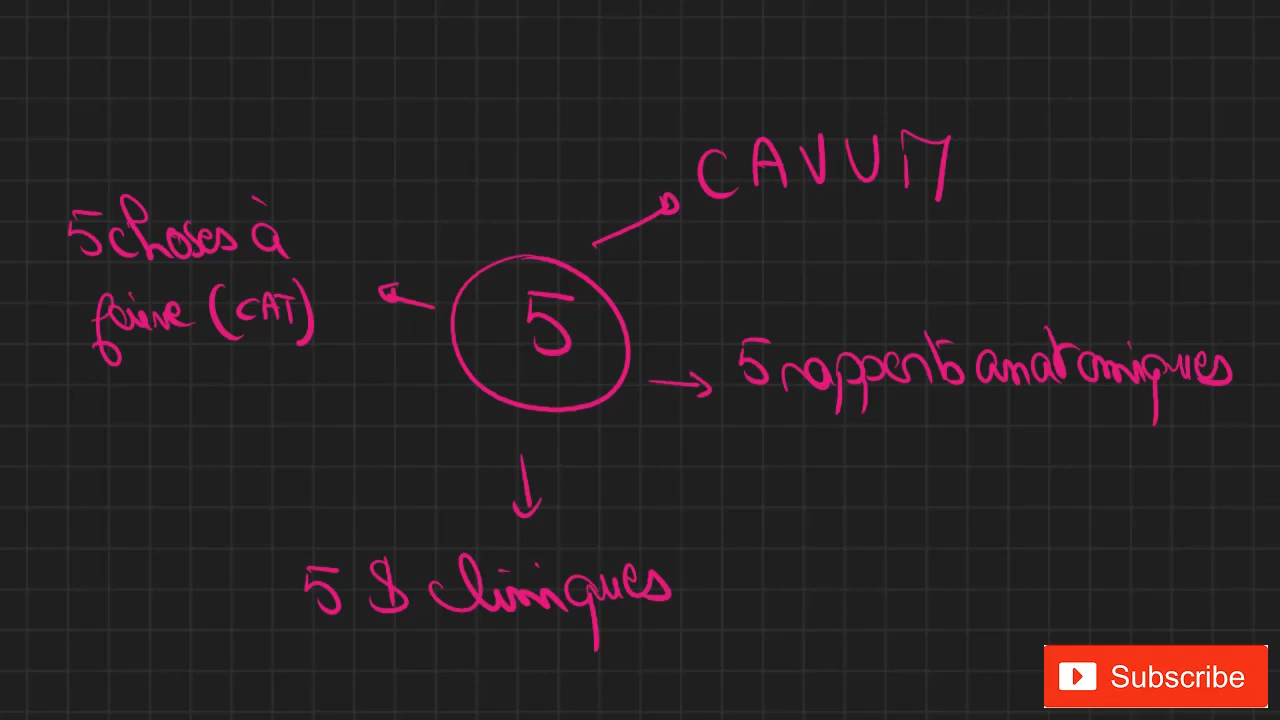 CAVUM
5 choses à
faire (CAT)
5
5 rapports anatomiques
5 $ cliniques
Subscribe